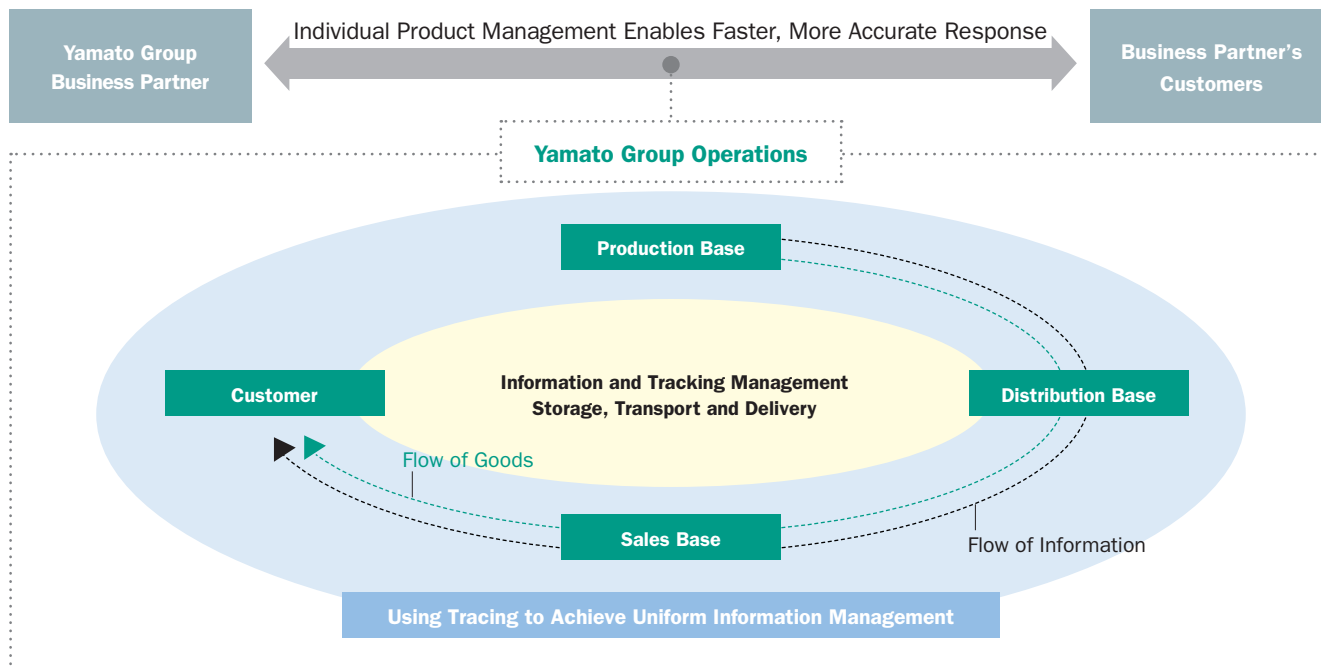 Individual Product Management Enables Faster, More Accurate Response
Yamato Group
Business Partner
Business Partner's
Customers
Yamato Group Operations
Production Base
Customer
Information and Tracking Management
Storage, Transport and Delivery
Distribution Base
Flow of Goods
Sales Base
Flow of Information
Using Tracing to Achieve Uniform Information Management